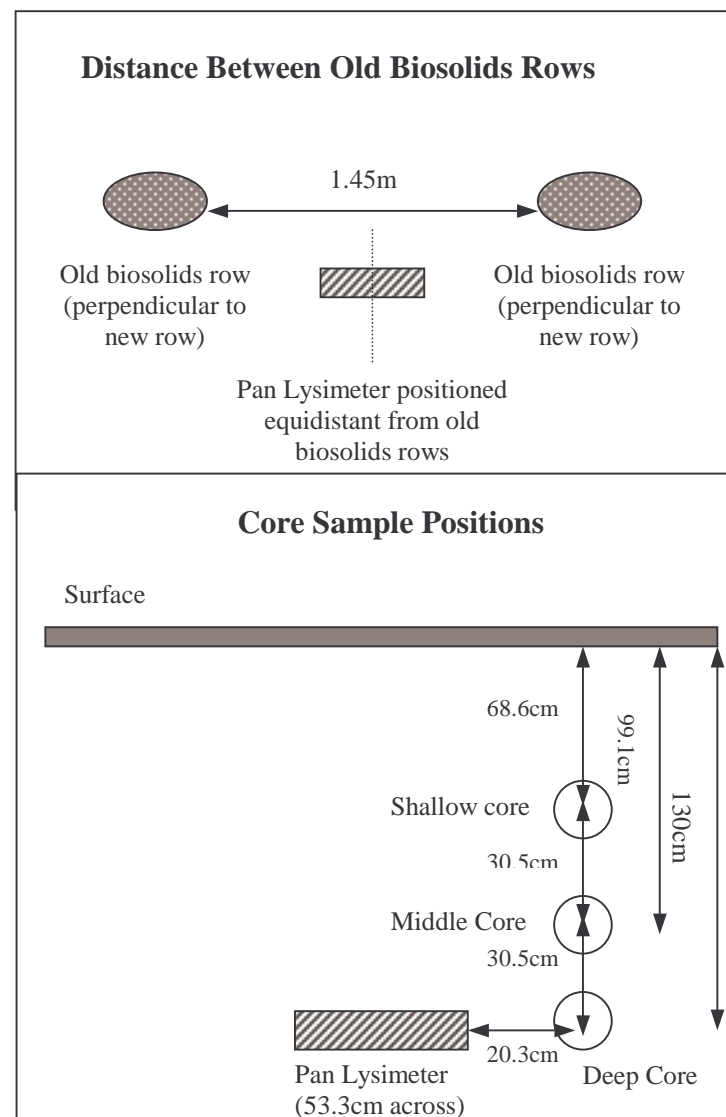 Distance Between Old Biosolids Rows
1.45m
Old biosolids row
(perpendicular to
new row)
Old biosolids row
(perpendicular to
new row)
Pan Lysimeter positioned
equidistant from old
biosolids rows
Core Sample Positions
Surface
68.6cm
99.1cm
130cm
Shallow core
30.5cm
Middle Core
30.5cm
20.3cm
Pan Lysimeter
(53.3cm across)
Deep Core